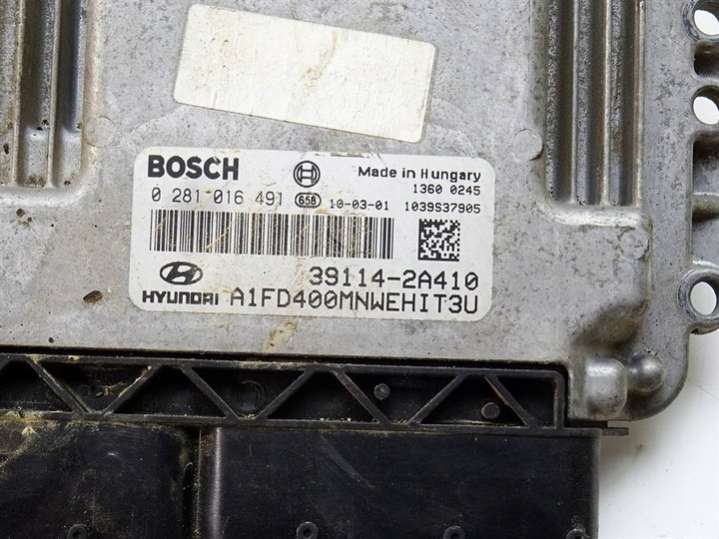 BOSCH Made in Hungary
1360 0245
0 281 016 491 658 10-03-01 1039S37905
39114-2A410
HYUNDAI A1FD400MNWEHIT3U